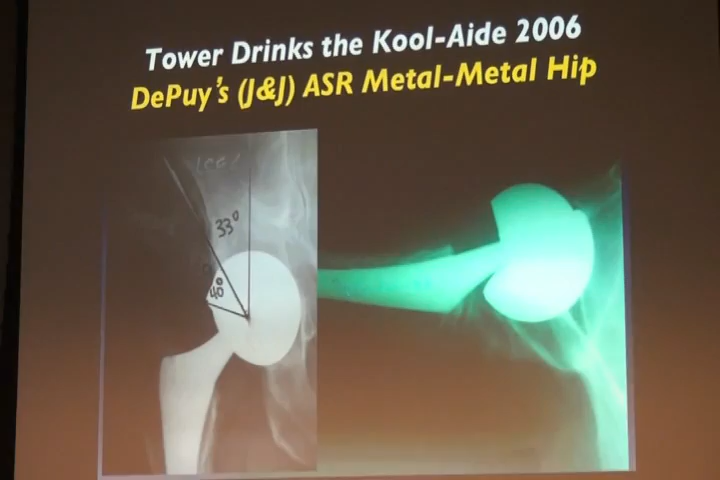 Tower Drinks the Kool-Aide 2006
DePuy's (J&J) ASR Metal-Metal Hip
33°
40°